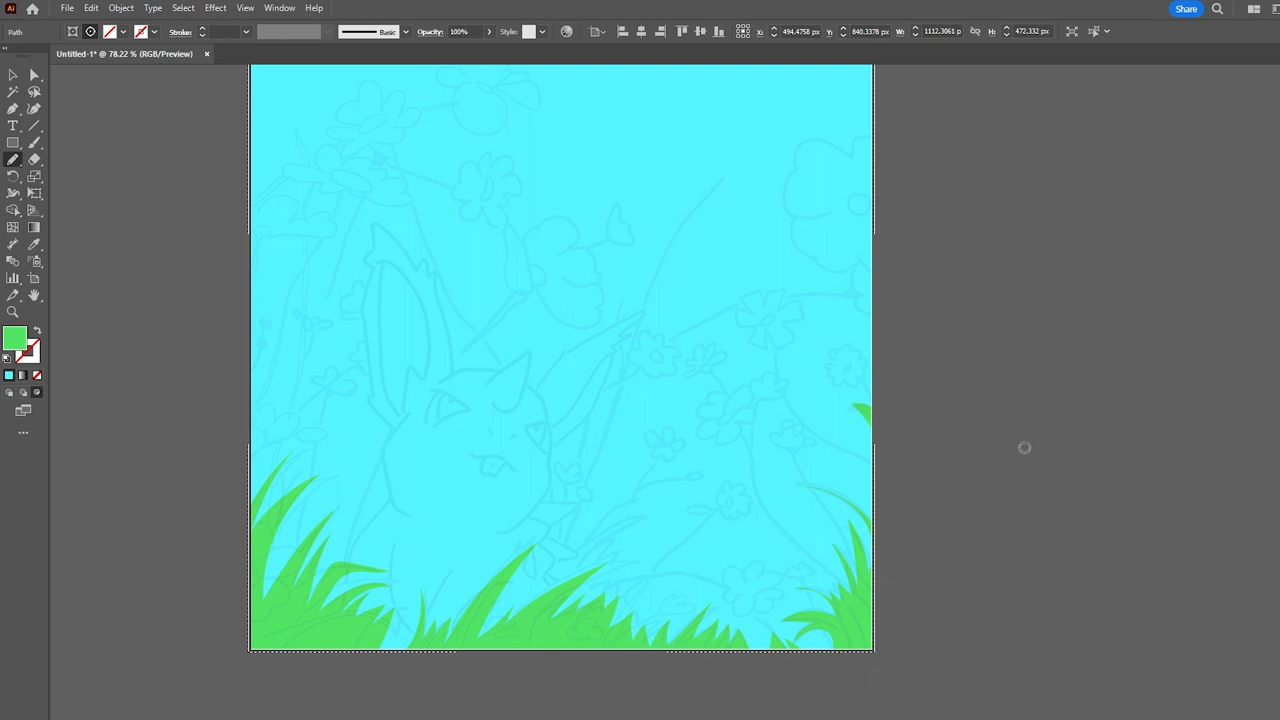 Ai File Edit Object Type Select Effect View Window Help Share
Path Stroke: Basic Opacity: 100% Style: X: 494.4758 px Y: 840.3378 px W: 1112.3061 p H: 472.332 px
Untitled-1* @ 78.22 % (RGB/Preview) ×